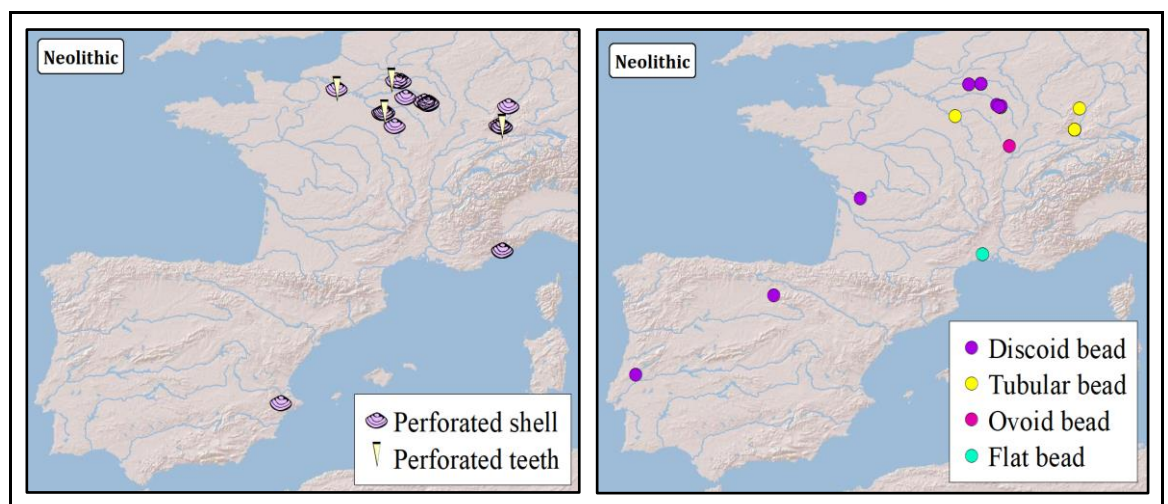 Neolithic
Perforated shell
Perforated teeth
Neolithic
Discoid bead
Tubular bead
Ovoid bead
Flat bead